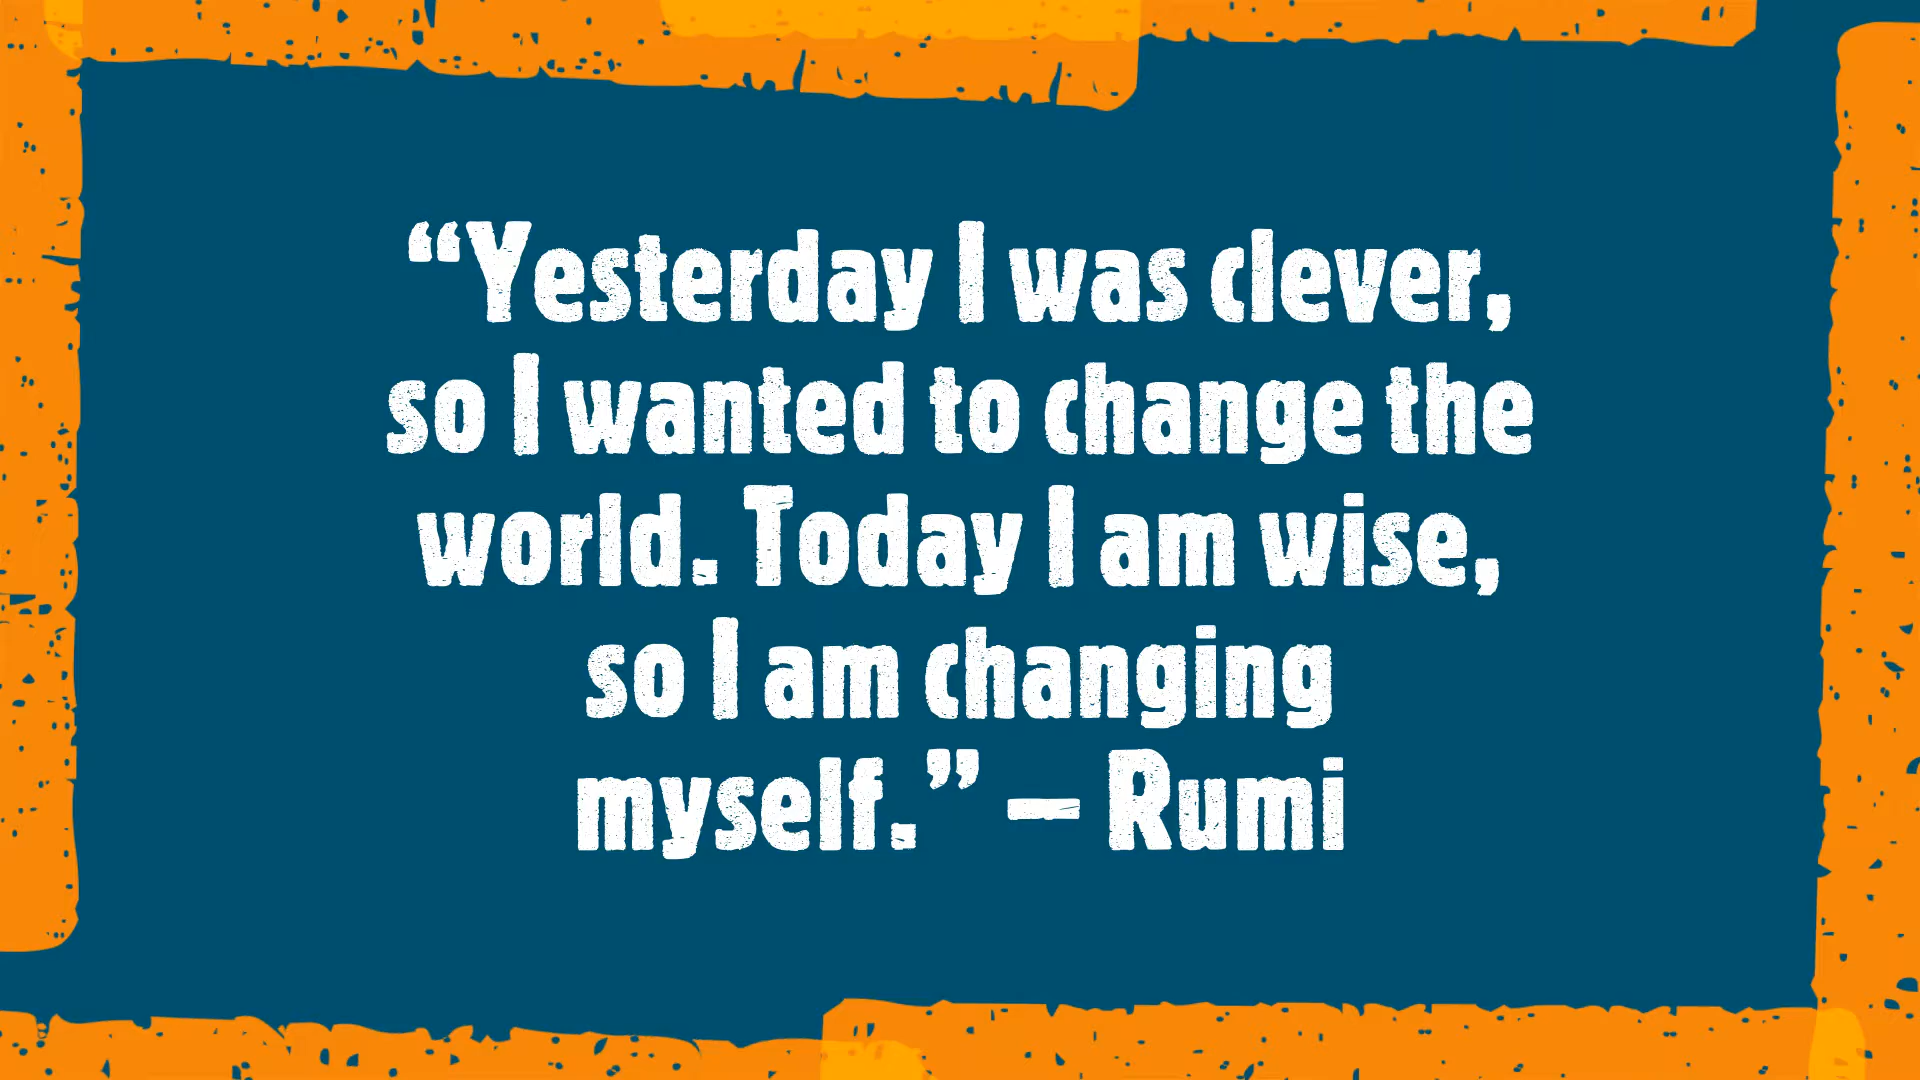 “Yesterday I was clever,
so I wanted to change the
world. Today I am wise,
so I am changing
myself.” – Rumi